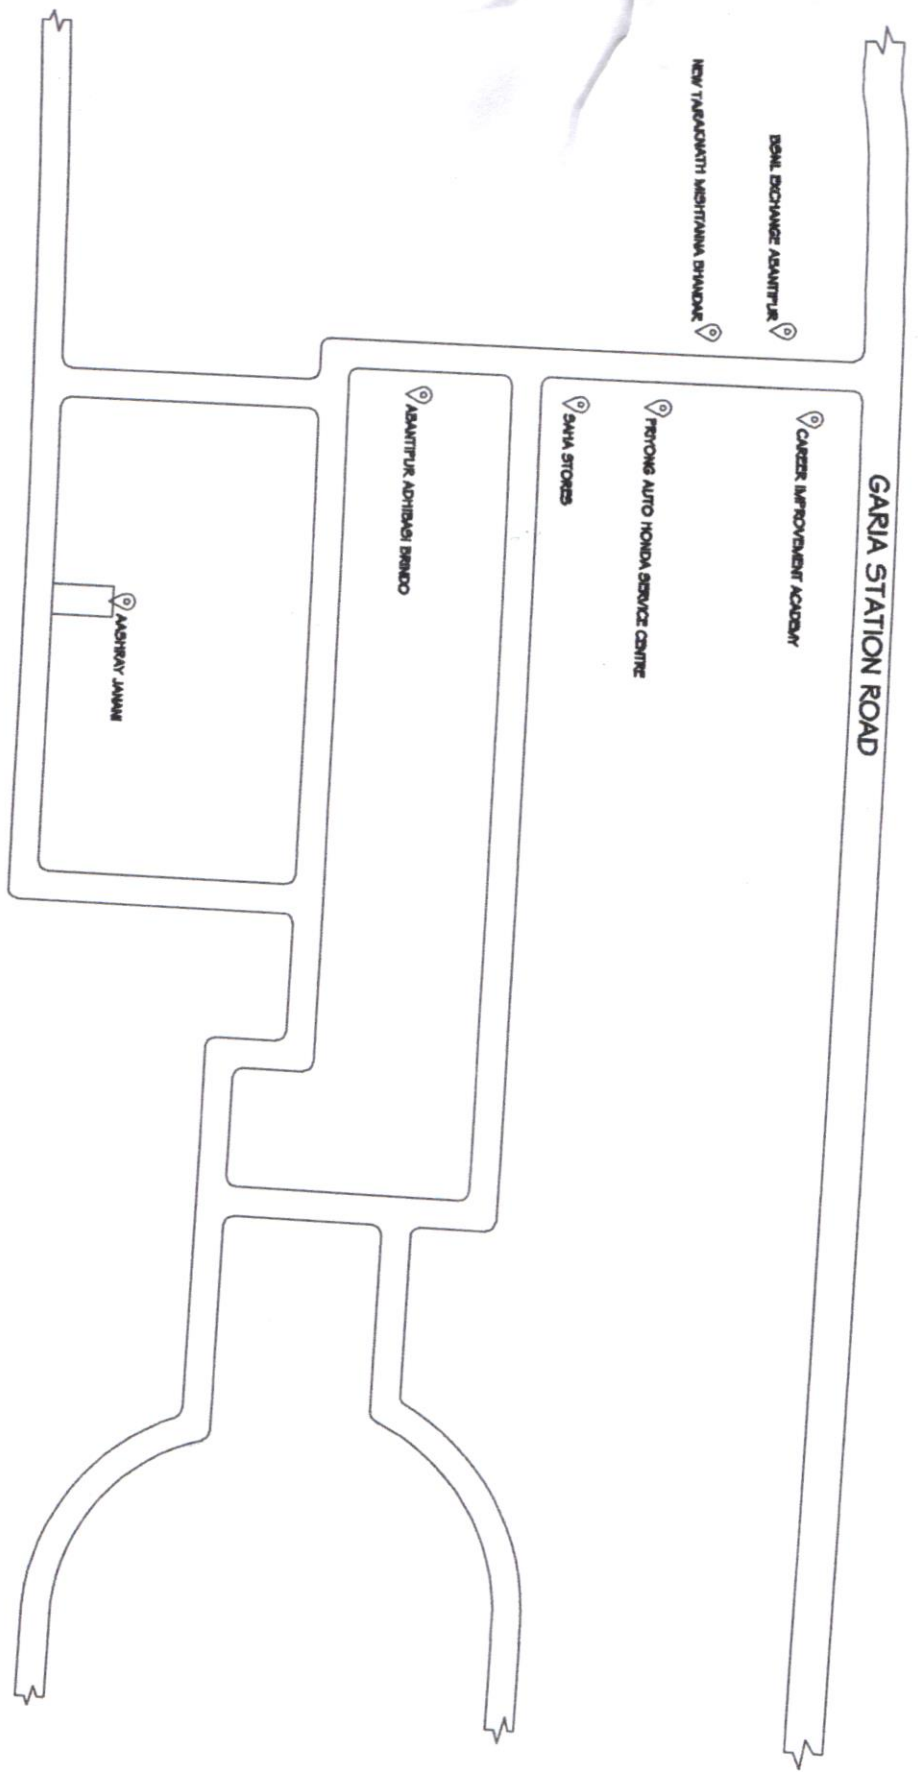 GARIA STATION ROAD
BSNL EXCHANGE ABANTIPUR
CAREER IMPROVEMENT ACADEMY
NEW TARAKNATH MISHTANNA BHANDAR
PRIYONG AUTO HONDA SERVICE CENTRE
SAHA STORES
ABANTIPUR ADHIBASI BRINDO
AASHRAY JANANI